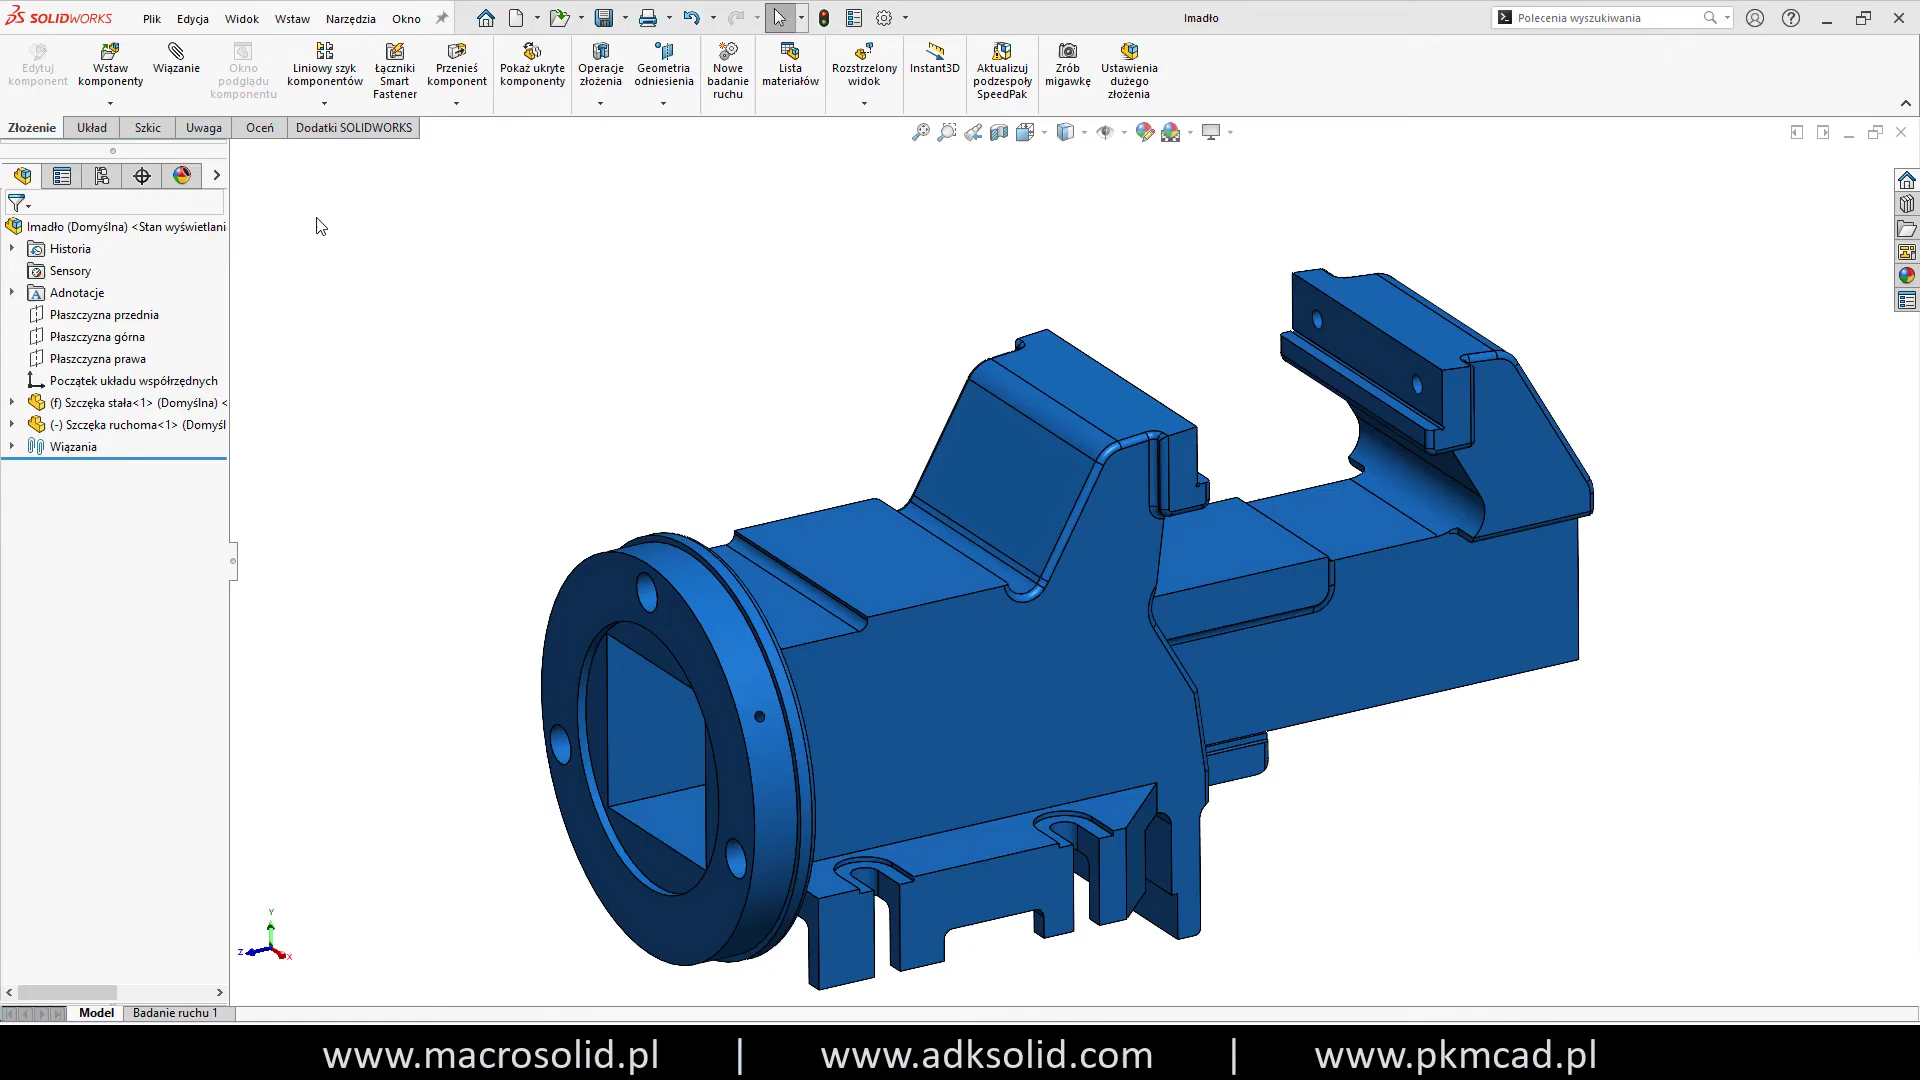 SOLIDWORKS
Plik Edycja Widok Wstaw Narzędzia Okno
Imadło
Polecenia wyszukiwania
Edytuj komponent
Wstaw komponenty
Wiązanie
Okno podglądu komponentu
Liniowy szyk komponentów
Łączniki Smart Fastener
Przenieś komponent
Pokaż ukryte komponenty
Operacje złożenia
Geometria odniesienia
Nowe badanie ruchu
Lista materiałów
Rozstrzelony widok
Instant3D
Aktualizuj podzespoły SpeedPak
Zrób migawkę
Ustawienia dużego złożenia
Złożenie Układ Szkic Uwaga Oceń Dodatki SOLIDWORKS
Imadło (Domyślna) <Stan wyświetlani
Historia
Sensory
Adnotacje
Płaszczyzna przednia
Płaszczyzna górna
Płaszczyzna prawa
Początek układu współrzędnych
(f) Szczęka stała<1> (Domyślna) <
(-) Szczęka ruchoma<1> (Domyśl
Wiązania
Y
Z
X
Model Badanie ruchu 1
www.macrosolid.pl | www.adksolid.com | www.pkmcad.pl